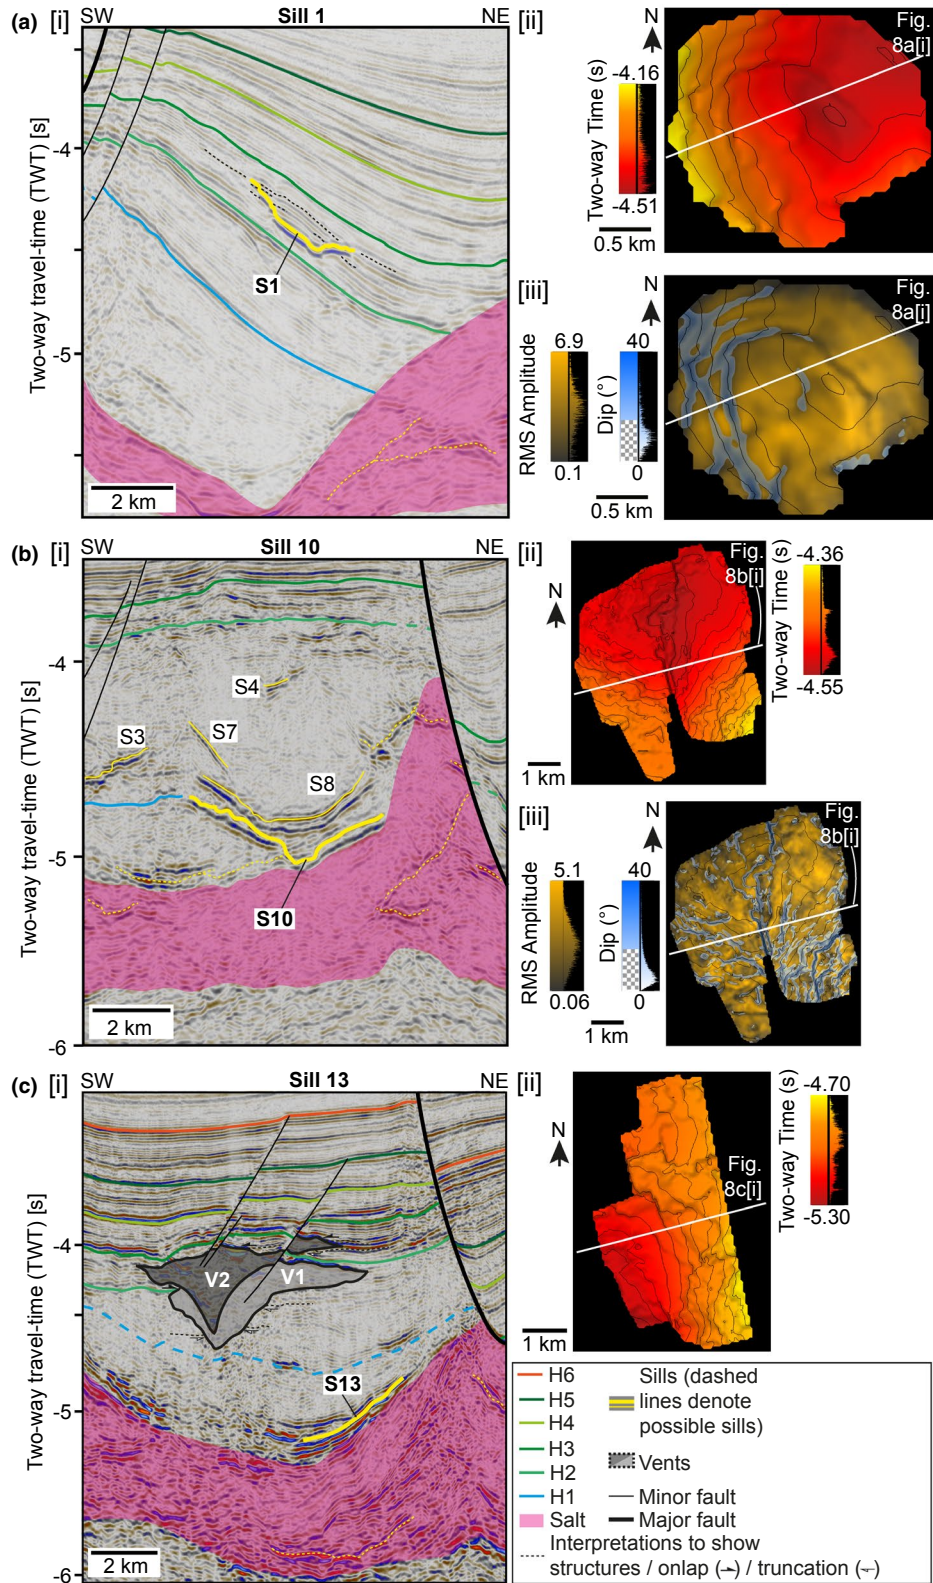 (a) [i] SW Sill 1 NE
Two-way travel-time (TWT) [s]
-4
-5
S1
2 km
[ii] N
Fig.
8a[i]
Two-way Time (s)
-4.16
-4.51
0.5 km
[iii] N
Fig.
8a[i]
RMS Amplitude
6.9
0.1
Dip (°)
40
0
0.5 km
(b) [i] SW Sill 10 NE
Two-way travel-time (TWT) [s]
-4
-5
-6
S4
S7
S3
S8
S10
2 km
[ii] N
Fig.
8b[i]
Two-way Time (s)
-4.36
-4.55
1 km
[iii] N
Fig.
8b[i]
RMS Amplitude
5.1
0.06
Dip (°)
40
0
1 km
(c) [i] SW Sill 13 NE
Two-way travel-time (TWT) [s]
-4
-5
-6
V2
V1
S13
2 km
[ii] N
Fig.
8c[i]
Two-way Time (s)
-4.70
-5.30
1 km
H6
H5
H4
H3
H2
H1
Salt
Sills (dashed
lines denote
possible sills)
Vents
Minor fault
Major fault
Interpretations to show
structures / onlap ( ) / truncation ( )